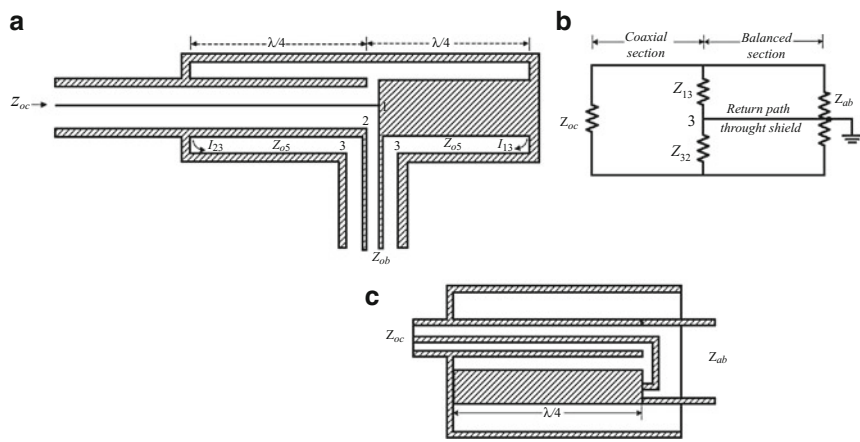 a
λ/4
λ/4
Zoc
1
2
I23
Zo5
3
3
Zo5
I13
Zob
b
Coaxial section
Balanced section
Z13
Zoc
3
Return path throught shield
Zab
Z32
c
Zoc
Zab
λ/4